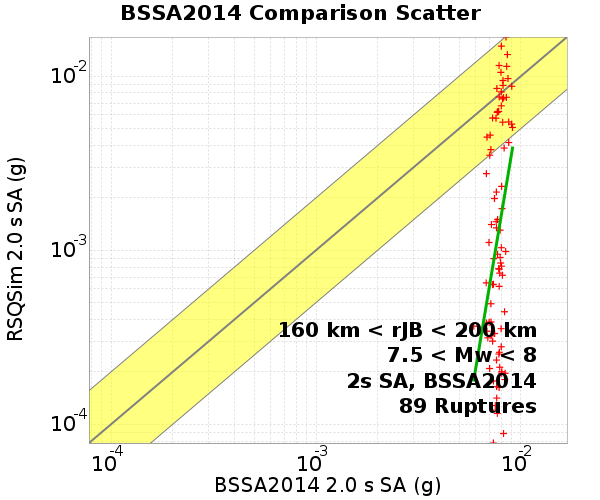 BSSA2014 Comparison Scatter
RSQSim 2.0 s SA (g)
10-2
10-3
10-4
160 km < rJB < 200 km
7.5 < Mw < 8
2s SA, BSSA2014
89 Ruptures
10-4 10-3 10-2
BSSA2014 2.0 s SA (g)